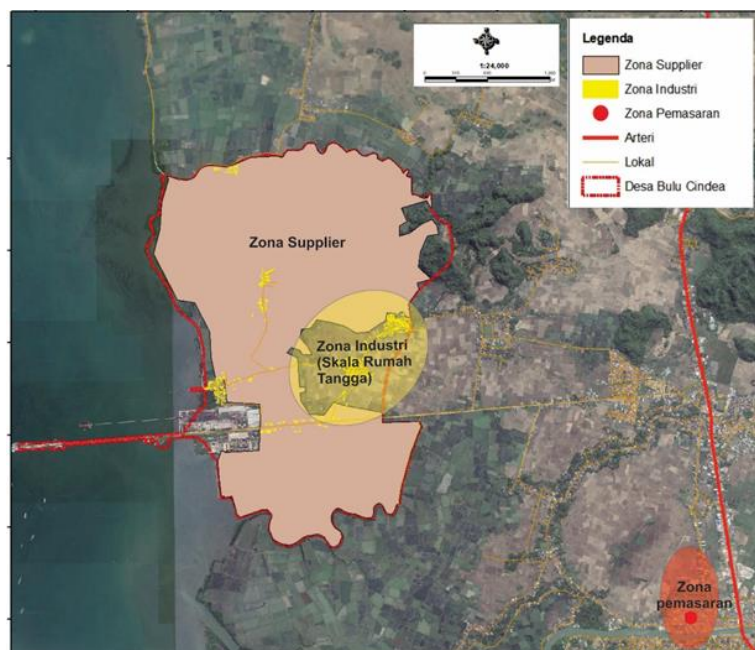 1:24,000
Legenda
Zona Supplier
Zona Industri
Zona Pemasaran
Arteri
Lokal
Desa Bulu Cindea
Zona Supplier
Zona Industri
(Skala Rumah
Tangga)
Zona
pemasaran